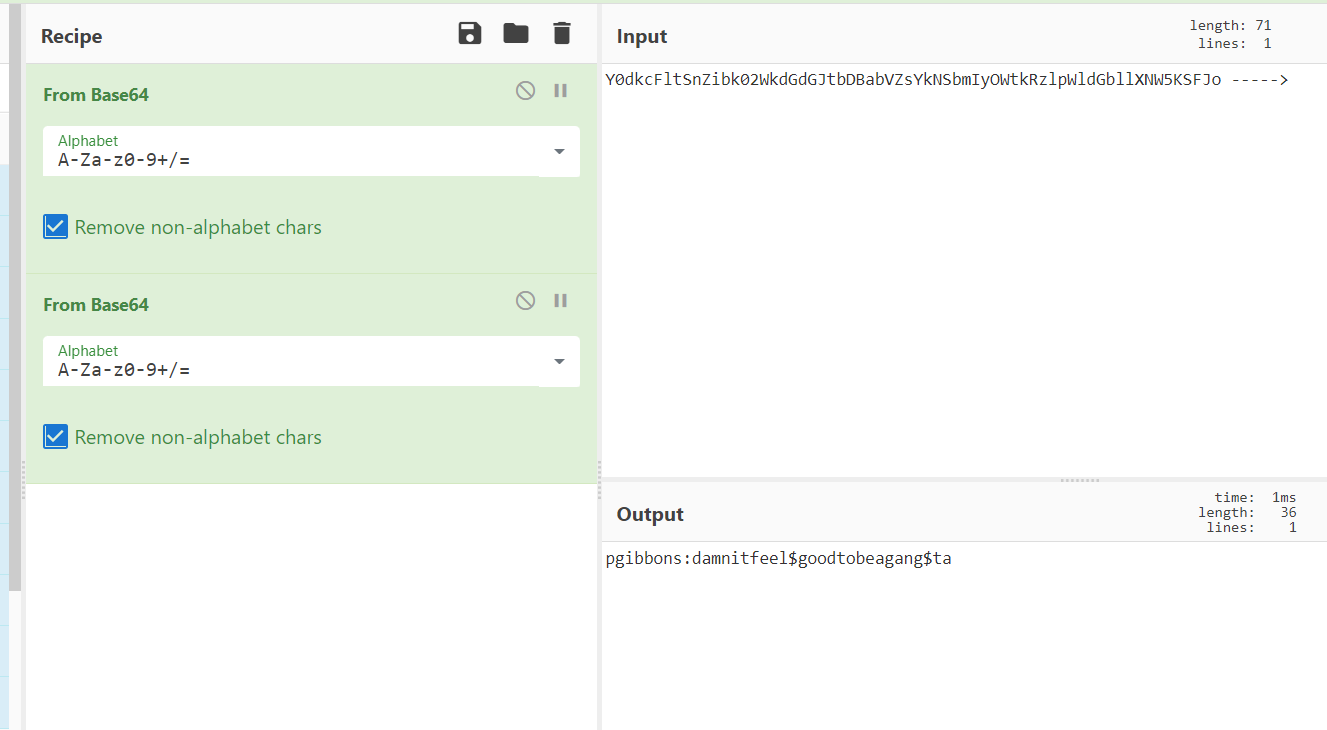 Recipe
From Base64
Alphabet
A-Za-z0-9+/=
Remove non-alphabet chars
From Base64
Alphabet
A-Za-z0-9+/=
Remove non-alphabet chars
Input
length: 71
lines: 1
Y0dkcFltSnZibk02WkdGdGJtbDBabVZsYkNSbmIyOWtkRzlpWldGbllXNW5KSFJo ----->
Output
time: 1ms
length: 36
lines: 1
pgibbons:damnitfeel$goodtobeagang$ta